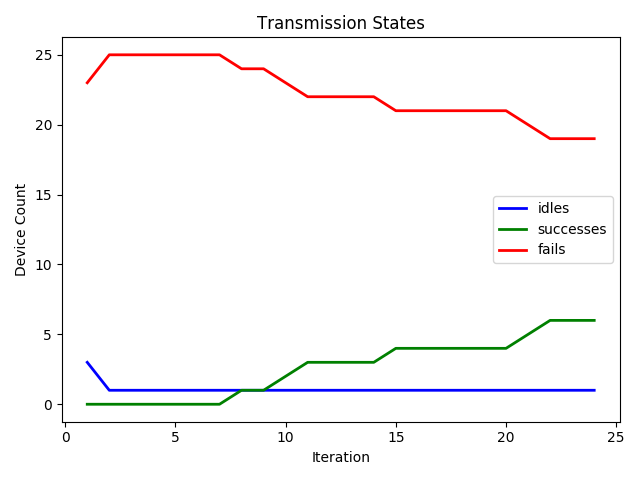 Transmission States
Device Count
25
20
15
10
5
0
idles
successes
fails
0 5 10 15 20 25
Iteration